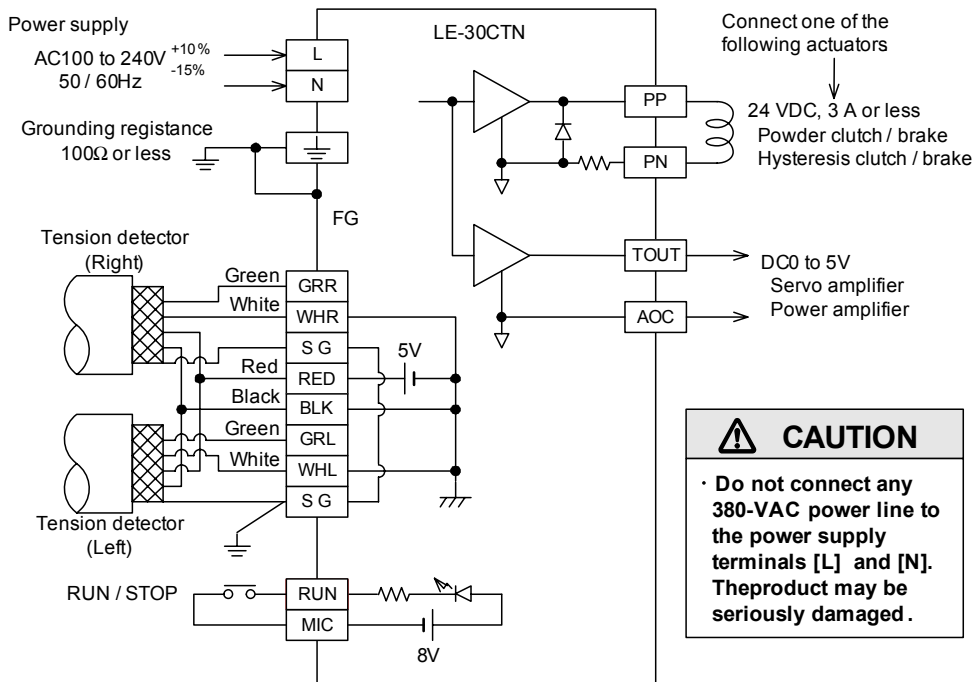 Power supply
AC100 to 240V +10%
-15%
50 / 60Hz
L
N
Grounding registance
100Ω or less
FG
LE-30CTN
Connect one of the
following actuators
PP
PN
24 VDC, 3 A or less
Powder clutch / brake
Hysteresis clutch / brake
TOUT
AOC
DC0 to 5V
Servo amplifier
Power amplifier
Tension detector
(Right)
Green
GRR
White
WHR
S G
Red
RED
5V
Black
BLK
Green
GRL
White
WHL
S G
Tension detector
(Left)
RUN / STOP
RUN
MIC
8V
CAUTION
· Do not connect any
380-VAC power line to
the power supply
terminals [L] and [N].
Theproduct may be
seriously damaged .